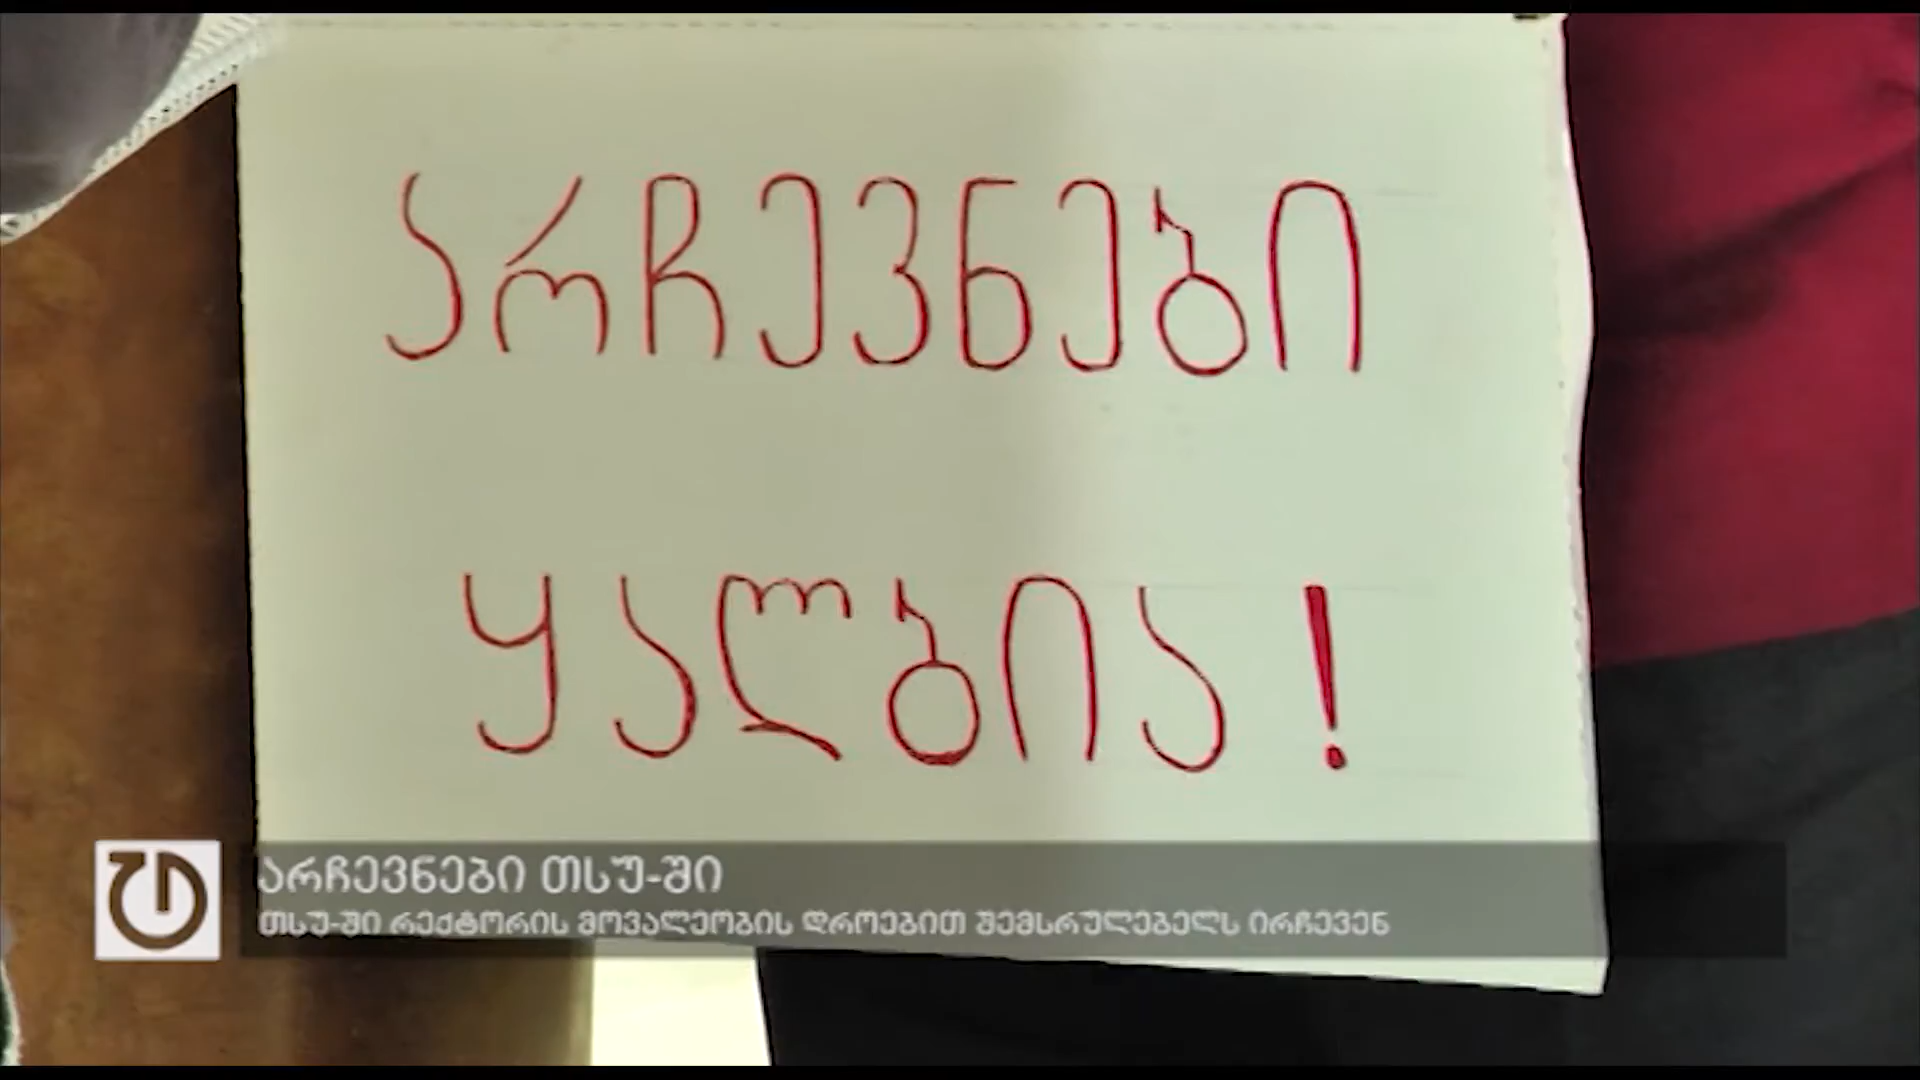 არჩევნები
ყალბია!
არჩევნები თსუ-ში
თსუ-ში რექტორის მოვალეობის დროებით შემსრულებელს ირჩევენ